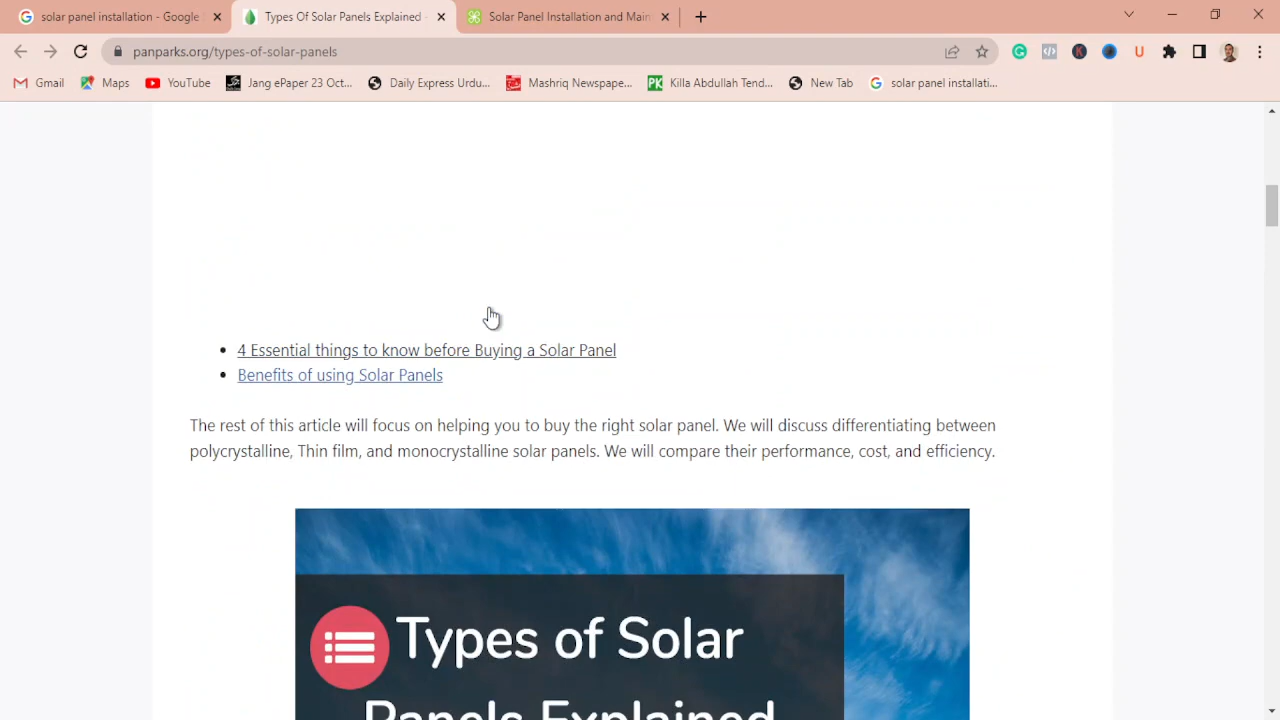 solar panel installation - Google
Types Of Solar Panels Explained -
Solar Panel Installation and Main
panparks.org/types-of-solar-panels
Gmail
Maps
YouTube
Jang ePaper 23 Oct...
Daily Express Urdu...
Mashriq Newspape...
Killa Abdullah Tend...
New Tab
solar panel installati...
4 Essential things to know before Buying a Solar Panel
Benefits of using Solar Panels
The rest of this article will focus on helping you to buy the right solar panel. We will discuss differentiating between
polycrystalline, Thin film, and monocrystalline solar panels. We will compare their performance, cost, and efficiency.
Types of Solar
Panels Explained